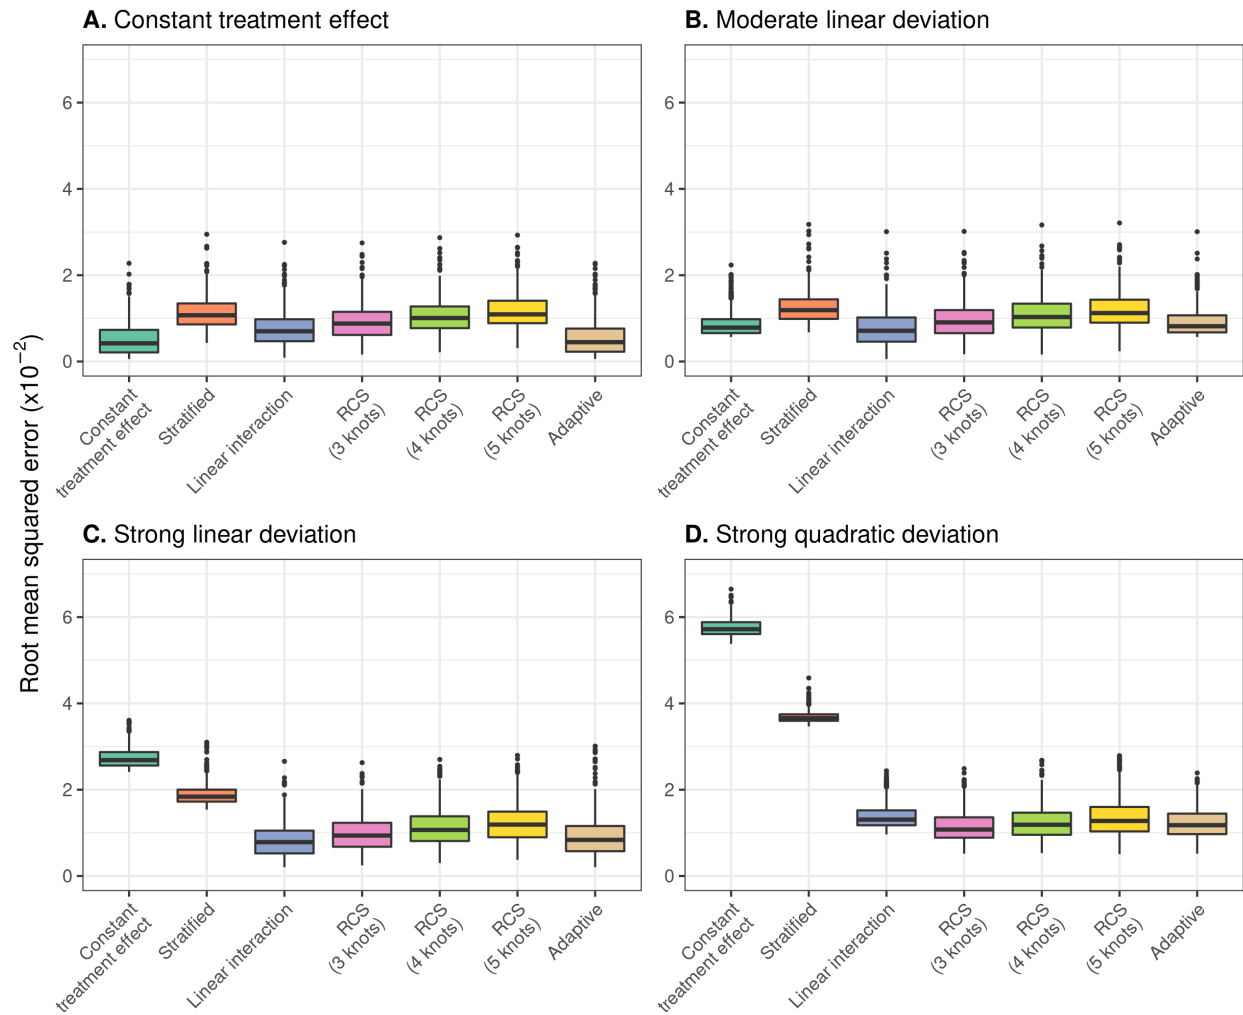 A. Constant treatment effect
6
4
2
0
Constant
treatment effect
Stratified
Linear interaction
RCS
(3 knots)
RCS
(4 knots)
RCS
(5 knots)
Adaptive
B. Moderate linear deviation
6
4
2
0
Constant
treatment effect
Stratified
Linear interaction
RCS
(3 knots)
RCS
(4 knots)
RCS
(5 knots)
Adaptive
Root mean squared error (x10⁻²)
C. Strong linear deviation
6
4
2
0
Constant
treatment effect
Stratified
Linear interaction
RCS
(3 knots)
RCS
(4 knots)
RCS
(5 knots)
Adaptive
D. Strong quadratic deviation
6
4
2
0
Constant
treatment effect
Stratified
Linear interaction
RCS
(3 knots)
RCS
(4 knots)
RCS
(5 knots)
Adaptive